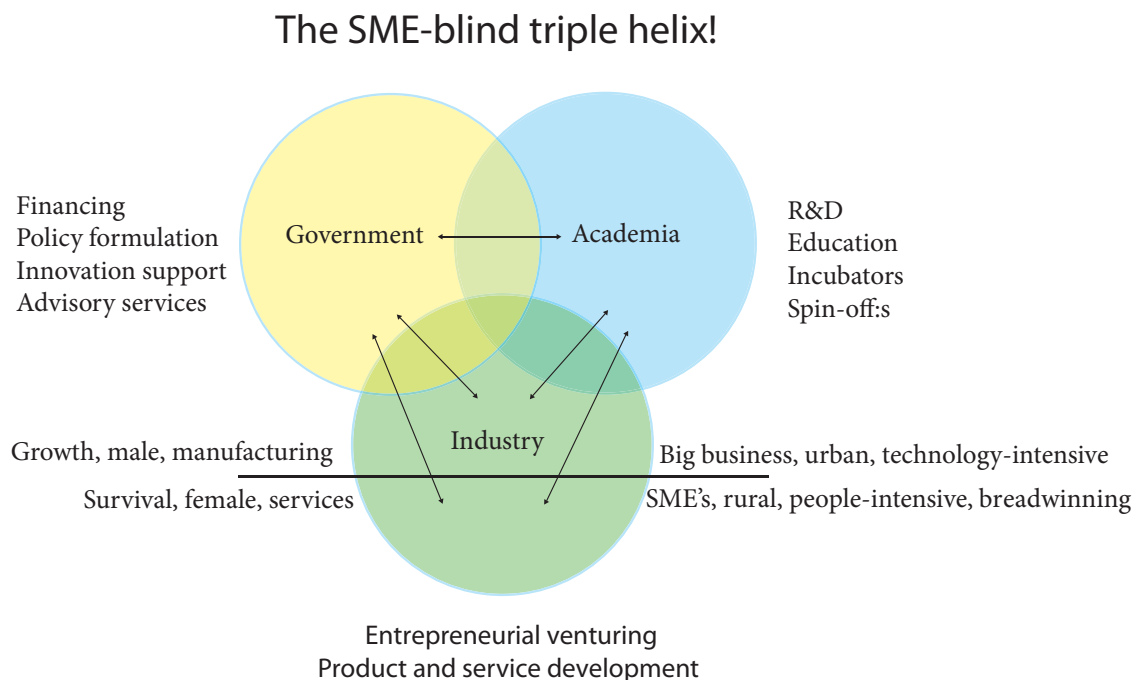 The SME-blind triple helix!
Financing
Policy formulation
Innovation support
Advisory services
Government
Academia
R&D
Education
Incubators
Spin-off:s
Industry
Growth, male, manufacturing
Big business, urban, technology-intensive
Survival, female, services
SME’s, rural, people-intensive, breadwinning
Entrepreneurial venturing
Product and service development